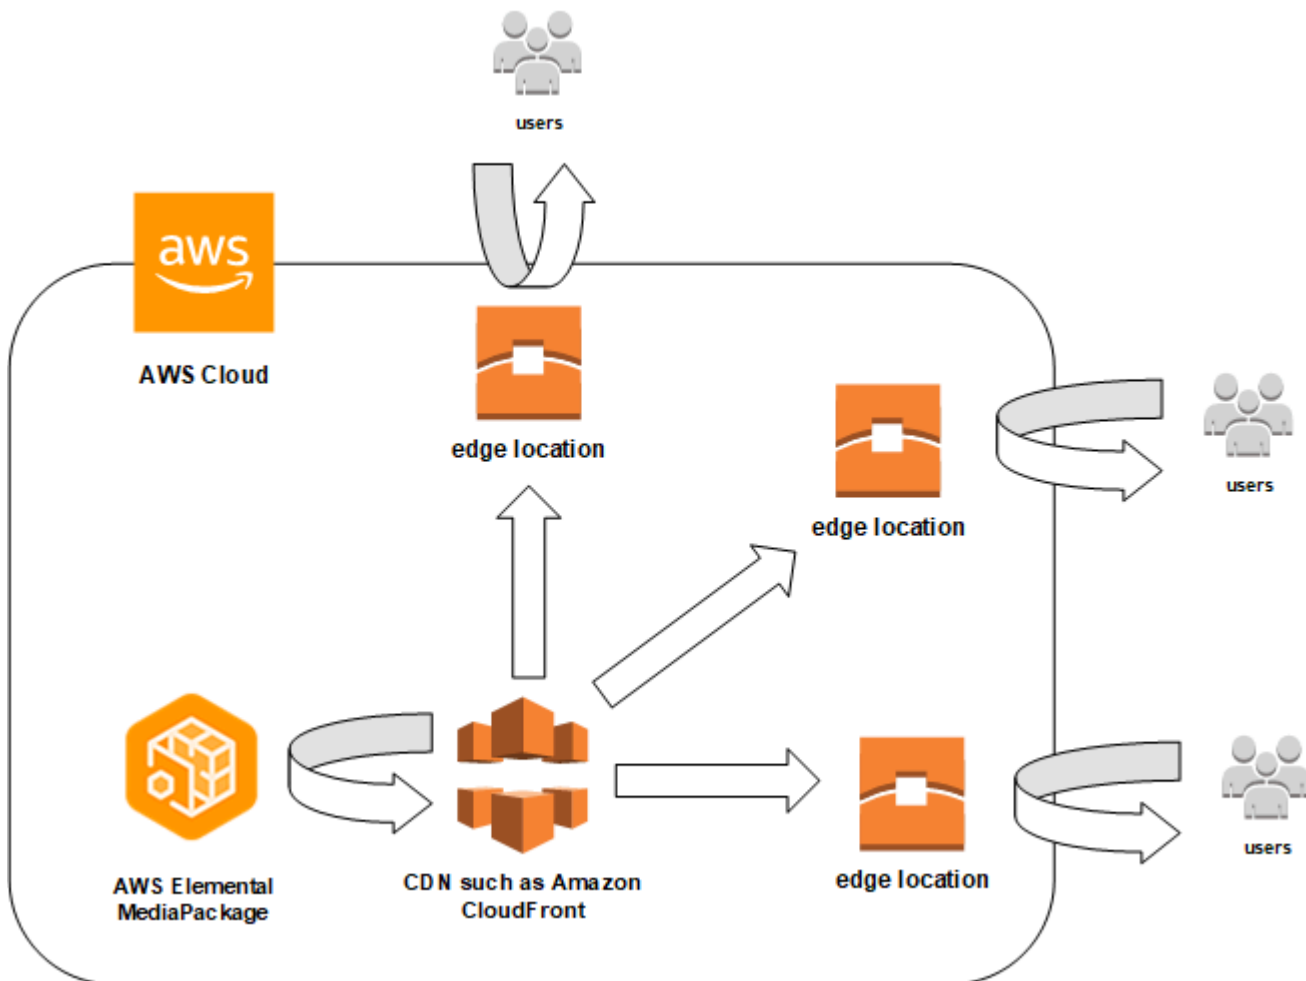 users
aws
AWS Cloud
edge location
edge location
users
AWS Elemental
MediaPackage
CDN such as Amazon
CloudFront
edge location
users